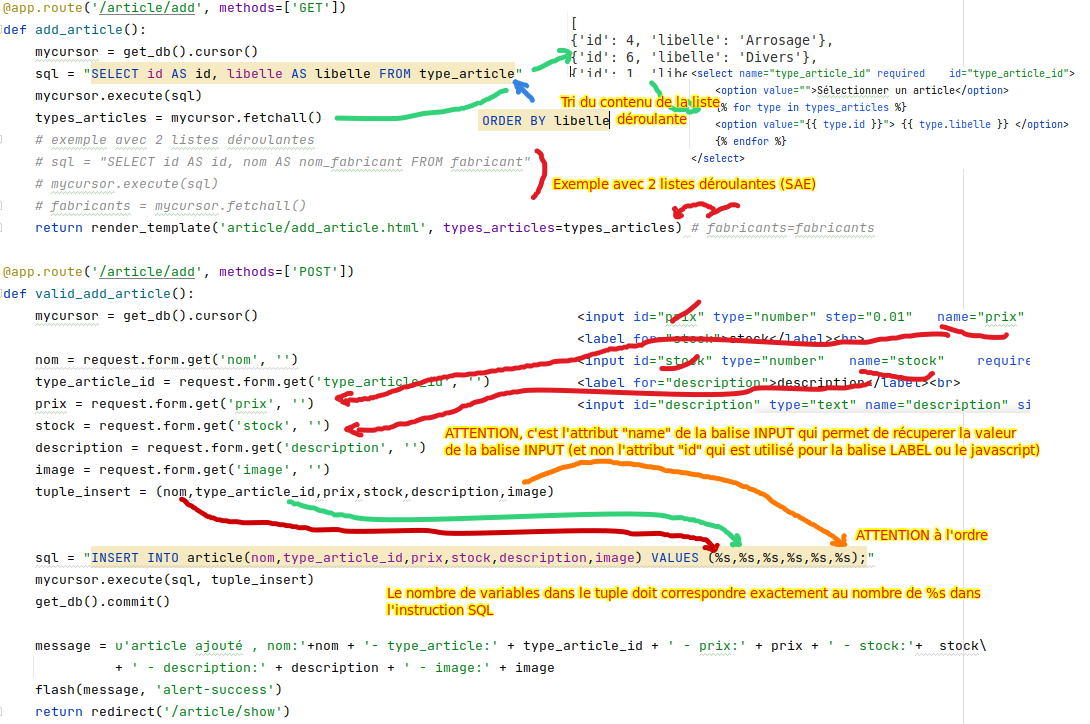 @app.route('/article/add', methods=['GET'])
def add_article():
mycursor = get_db().cursor()
sql = "SELECT id AS id, libelle AS libelle FROM type_article"
mycursor.execute(sql)
types_articles = mycursor.fetchall()
# exemple avec 2 listes déroulantes
# sql = "SELECT id AS id, nom AS nom_fabricant FROM fabricant"
# mycursor.execute(sql)
# fabricants = mycursor.fetchall()
return render_template('article/add_article.html', types_articles=types_articles) # fabricants=fabricants
[
{'id': 4, 'libelle': 'Arrosage'},
{'id': 6, 'libelle': 'Divers'},
{'id': 1, 'libe
<select name="type_article_id" required id="type_article_id">
<option value="">Sélectionner un article</option>
{% for type in types_articles %}
<option value="{{ type.id }}"> {{ type.libelle }} </option>
{% endfor %}
</select>
Tri du contenu de la liste
déroulante
ORDER BY libelle
Exemple avec 2 listes déroulantes (SAE)
@app.route('/article/add', methods=['POST'])
def valid_add_article():
mycursor = get_db().cursor()
nom = request.form.get('nom', '')
type_article_id = request.form.get('type_article_id', '')
prix = request.form.get('prix', '')
stock = request.form.get('stock', '')
description = request.form.get('description', '')
image = request.form.get('image', '')
tuple_insert = (nom,type_article_id,prix,stock,description,image)
<input id="prix" type="number" step="0.01" name="prix"
<label for="stock">stock</label><br>
<input id="stock" type="number" name="stock" require
<label for="description">description</label><br>
<input id="description" type="text" name="description" si
ATTENTION, c'est l'attribut "name" de la balise INPUT qui permet de récuperer la valeur
de la balise INPUT (et non l'attribut "id" qui est utilisé pour la balise LABEL ou le javascript)
ATTENTION à l'ordre
sql = "INSERT INTO article(nom,type_article_id,prix,stock,description,image) VALUES (%s,%s,%s,%s,%s,%s);"
mycursor.execute(sql, tuple_insert)
get_db().commit()
Le nombre de variables dans le tuple doit correspondre exactement au nombre de %s dans
l'instruction SQL
message = u'article ajouté , nom:'+nom + '- type_article:' + type_article_id + ' - prix:' + prix + ' - stock:'+ stock\
+ ' - description:' + description + ' - image:' + image
flash(message, 'alert-success')
return redirect('/article/show')